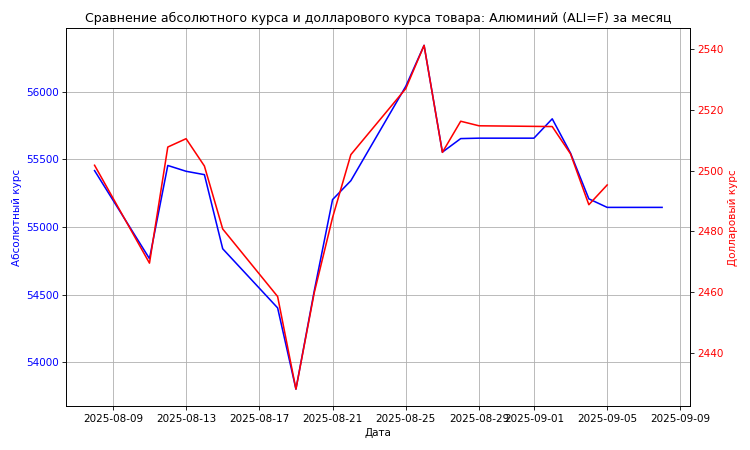 Сравнение абсолютного курса и долларового курса товара: Алюминий (ALI=F) за месяц
Абсолютный курс
56000
55500
55000
54500
54000
2540
2520
2500
2480
2460
2440
Долларовый курс
2025-08-09 2025-08-13 2025-08-17 2025-08-21 2025-08-25 2025-08-29 2025-09-01 2025-09-05 2025-09-09
Дата